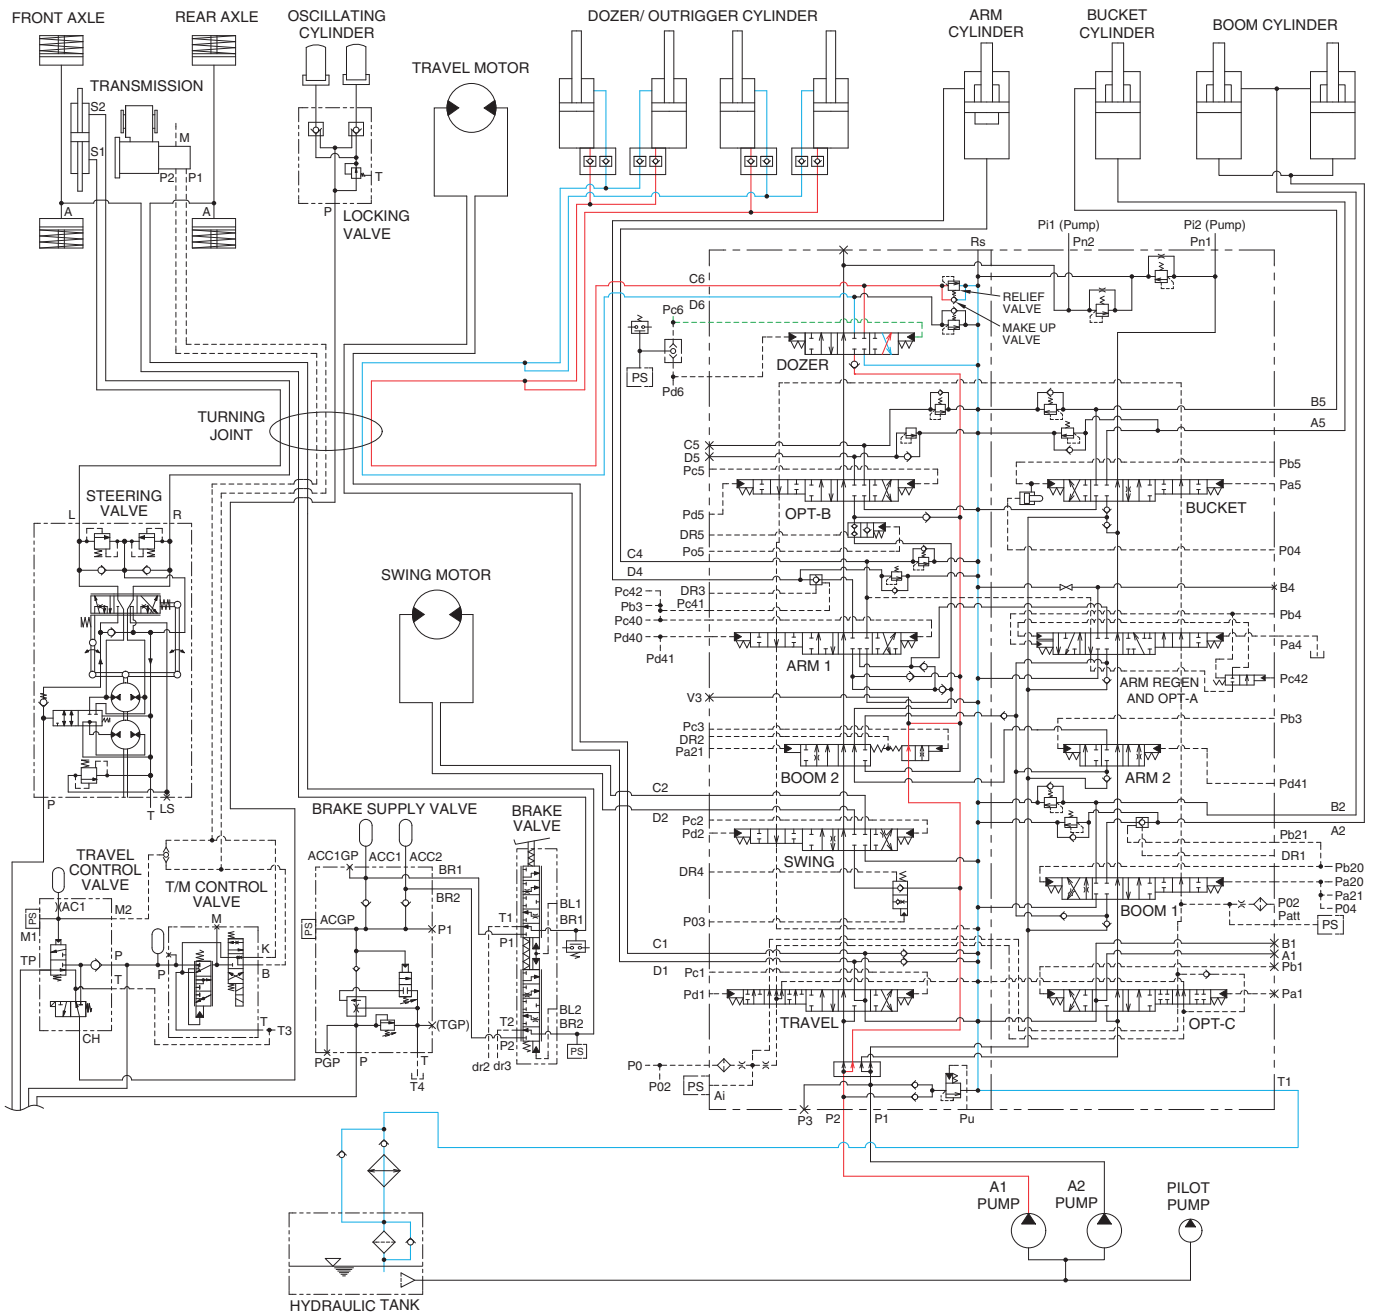 FRONT AXLE
REAR AXLE
OSCILLATING
CYLINDER
DOZER/ OUTRIGGER CYLINDER
ARM
CYLINDER
BUCKET
CYLINDER
BOOM CYLINDER
TRAVEL MOTOR
TRANSMISSION
S2
S1
M
P2
P1
A
A
T
P
LOCKING
VALVE
Pi1 (Pump)
Pn2
Pi2 (Pump)
Pn1
Rs
C6
D6
RELIEF
VALVE
MAKE UP
VALVE
Pc6
PS
Pd6
DOZER
TURNING
JOINT
B5
A5
C5
D5
Pc5
Pb5
Pa5
STEERING
VALVE
L
R
OPT-B
BUCKET
Pd5
DR5
Po5
P04
C4
D4
SWING MOTOR
DR3
Pc42
Pb3
Pc41
Pc40
Pd40
Pd41
B4
Pb4
Pa4
ARM 1
ARM REGEN
AND OPT-A
Pc42
V3
Pc3
DR2
Pa21
Pb3
BOOM 2
ARM 2
Pd41
P
T
LS
BRAKE SUPPLY VALVE
BRAKE
VALVE
C2
D2
Pc2
Pd2
B2
A2
Pb21
DR1
SWING
TRAVEL
CONTROL
VALVE
T/M CONTROL
VALVE
ACC1GP
ACC1
ACC2
BR1
BR2
DR4
Pb20
Pa20
Pa21
P04
BOOM 1
P02
Patt
PS
P03
PS
AC1
M2
M1
M
TP
P
T
P
K
B
T
T3
CH
PS
ACGP
P1
(TGP)
PGP
P
T
T4
T1
P1
BL1
BR1
BL2
T2
BR2
P2
dr2
dr3
PS
C1
D1
Pc1
Pd1
B1
A1
Pb1
Pa1
TRAVEL
OPT-C
P0
P02
PS
Ai
P3
P2
P1
Pu
T1
A1
PUMP
A2
PUMP
PILOT
PUMP
HYDRAULIC TANK